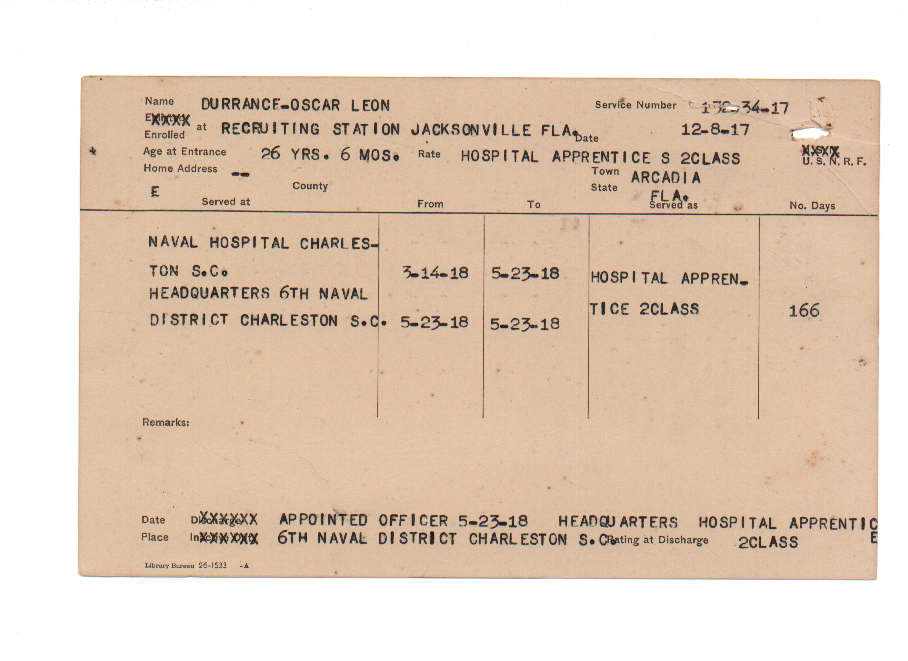 Name DURRANCE-OSCAR LEON Service Number 152-34-17
XXXX
Enrolled at RECRUITING STATION JACKSONVILLE FLA. Date 12-8-17
Age at Entrance 26 YRS. 6 MOS. Rate HOSPITAL APPRENTICE S 2CLASS XXXX U. S. N. R. F.
Home Address -- Town ARCADIA
E County State FLA.
Served at From To Served as No. Days
NAVAL HOSPITAL CHARLES-
TON S.C. 3-14-18 5-23-18 HOSPITAL APPREN-
HEADQUARTERS 6TH NAVAL
TICE 2CLASS 166
DISTRICT CHARLESTON S.C. 5-23-18 5-23-18
Remarks:
Date XXXXXX APPOINTED OFFICER 5-23-18 HEADQUARTERS HOSPITAL APPRENTIC
Place XXXXXX 6TH NAVAL DISTRICT CHARLESTON S.C. Rating at Discharge 2CLASS E
Library Bureau 26-1533 -A